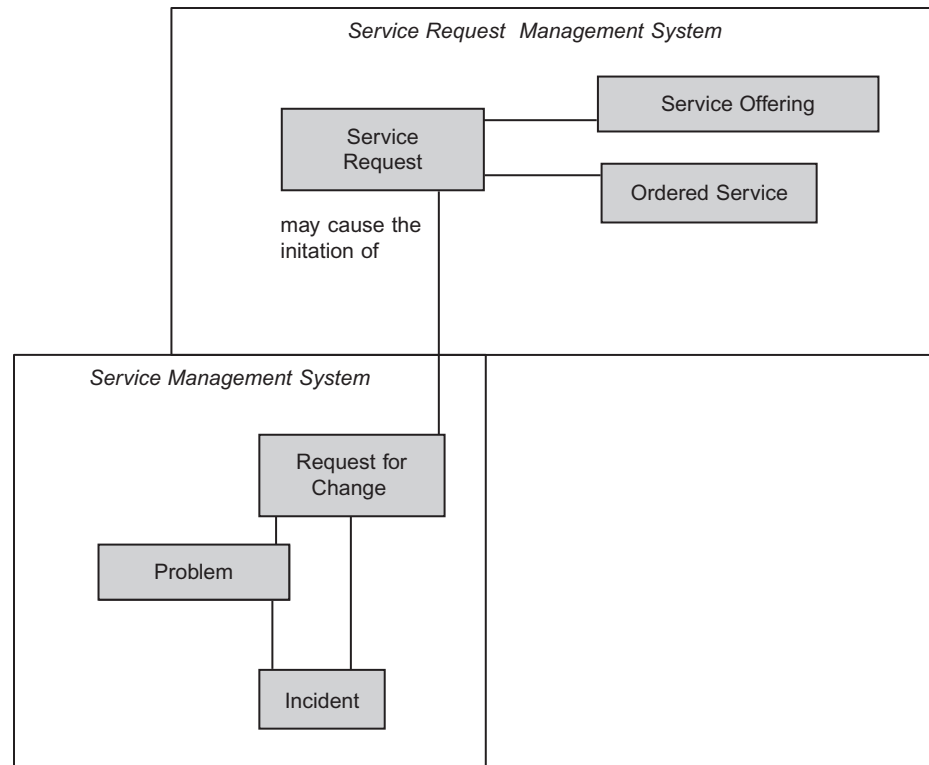 Service Request Management System
Service Offering
Service
Request
Ordered Service
may cause the
initation of
Service Management System
Request for
Change
Problem
Incident